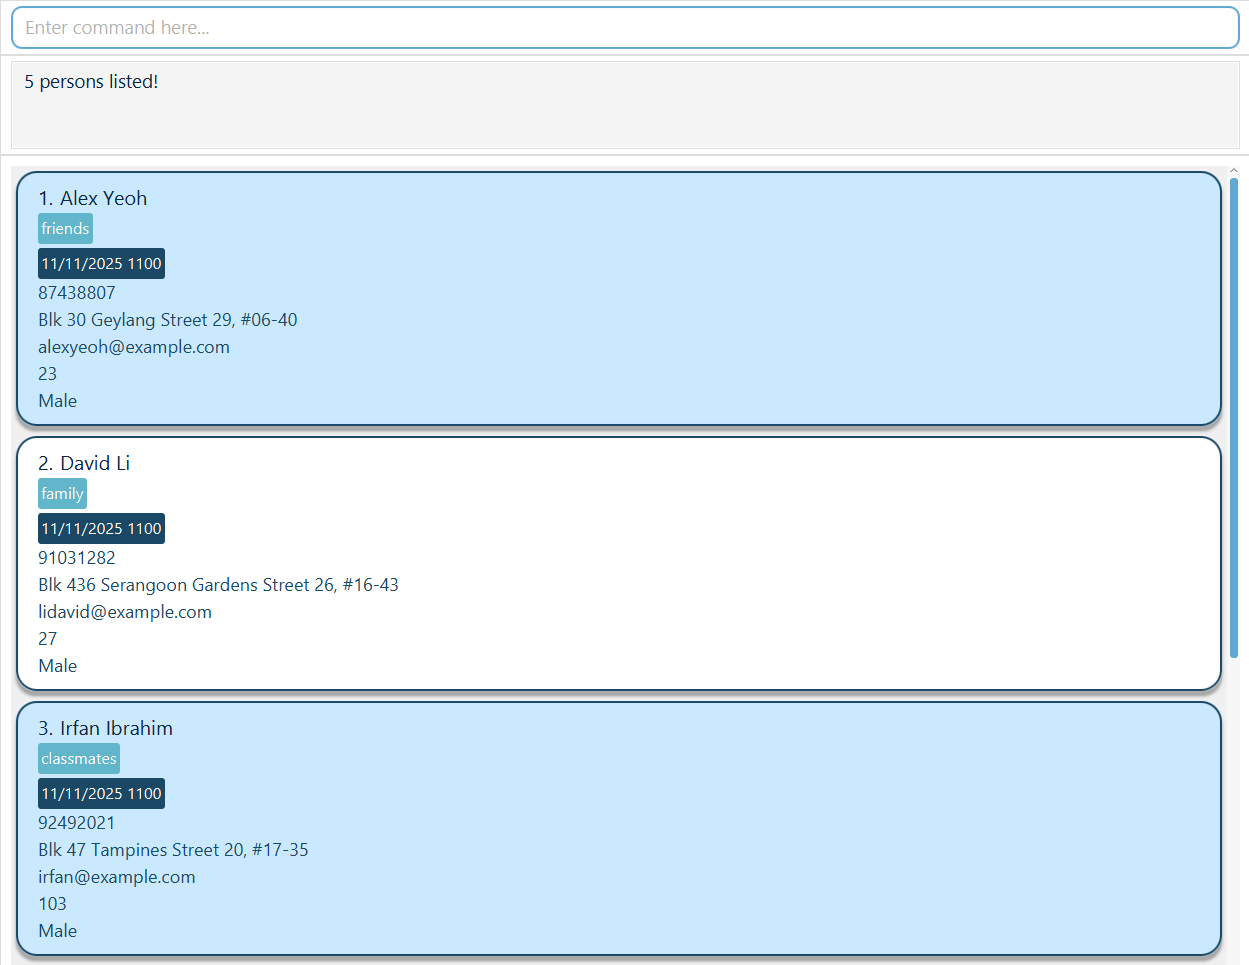 Enter command here...
5 persons listed!
1. Alex Yeoh
friends
11/11/2025 1100
87438807
Blk 30 Geylang Street 29, #06-40
alexyeoh@example.com
23
Male
2. David Li
family
11/11/2025 1100
91031282
Blk 436 Serangoon Gardens Street 26, #16-43
lidavid@example.com
27
Male
3. Irfan Ibrahim
classmates
11/11/2025 1100
92492021
Blk 47 Tampines Street 20, #17-35
irfan@example.com
103
Male